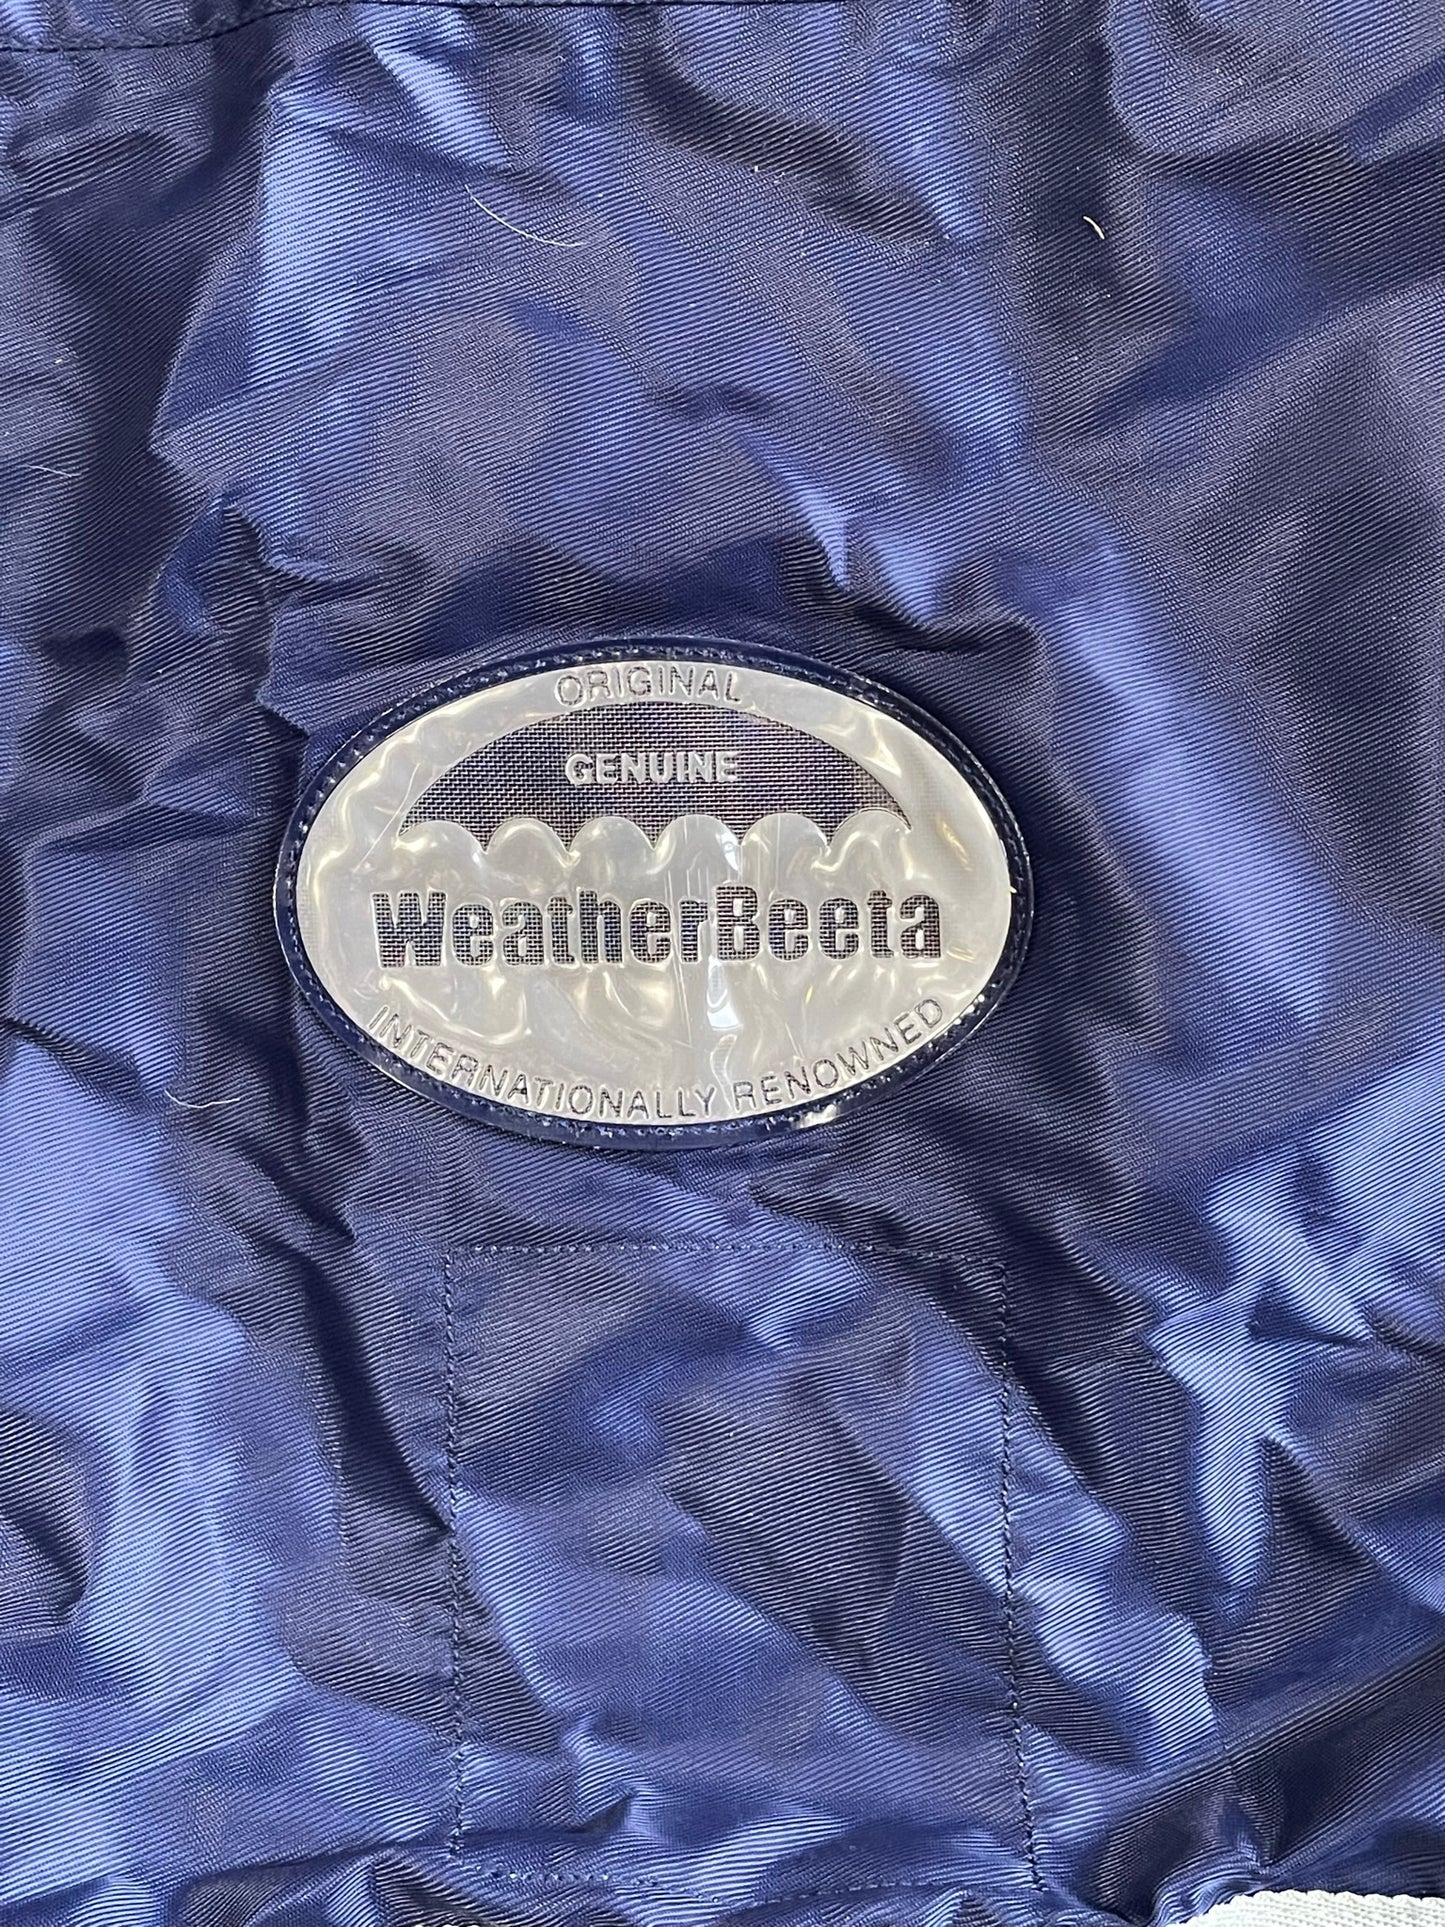 ORIGINAL
GENUINE
WeatherBeeta
INTERNATIONALLY RENOWNED